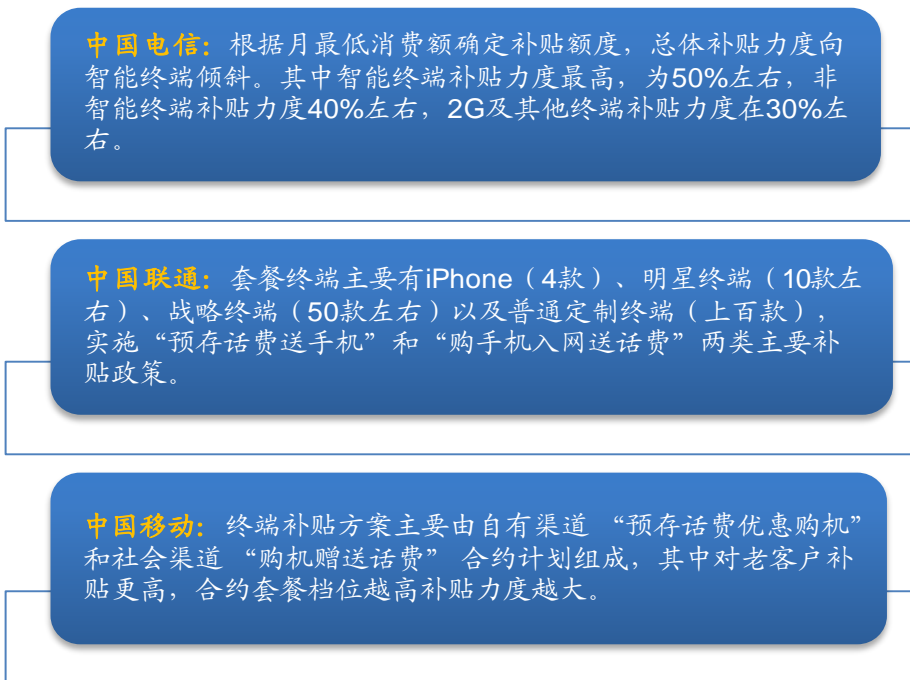 中国电信：根据月最低消费额确定补贴额度，总体补贴力度向
智能终端倾斜。其中智能终端补贴力度最高，为50%左右，非
智能终端补贴力度40%左右，2G及其他终端补贴力度在30%左
右。
中国联通：套餐终端主要有iPhone（4款）、明星终端（10款左
右）、战略终端（50款左右）以及普通定制终端（上百款），
实施“预存话费送手机”和“购手机入网送话费”两类主要补
贴政策。
中国移动：终端补贴方案主要由自有渠道 “预存话费优惠购机”
和社会渠道 “购机赠送话费” 合约计划组成，其中对老客户补
贴更高，合约套餐档位越高补贴力度越大。